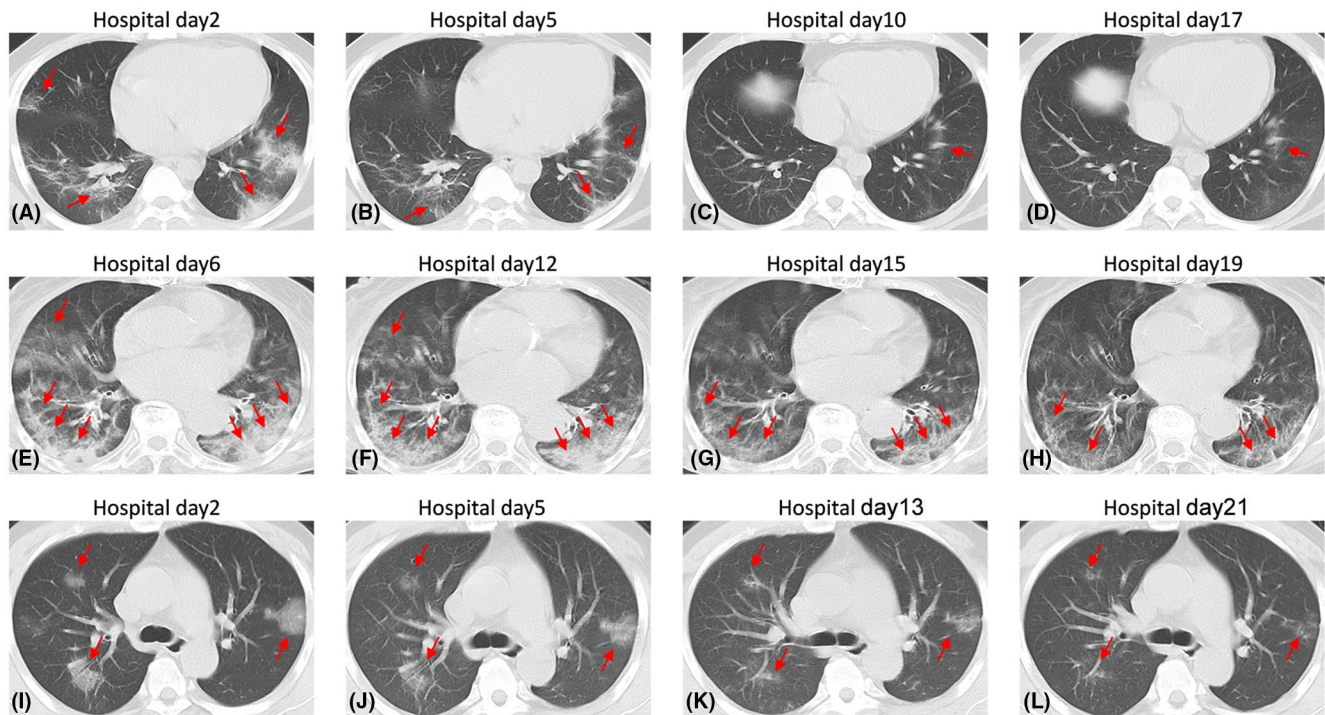 Hospital day2
Hospital day5
Hospital day10
Hospital day17
(A)
(B)
(C)
(D)
Hospital day6
Hospital day12
Hospital day15
Hospital day19
(E)
(F)
(G)
(H)
Hospital day2
Hospital day5
Hospital day13
Hospital day21
(I)
(J)
(K)
(L)